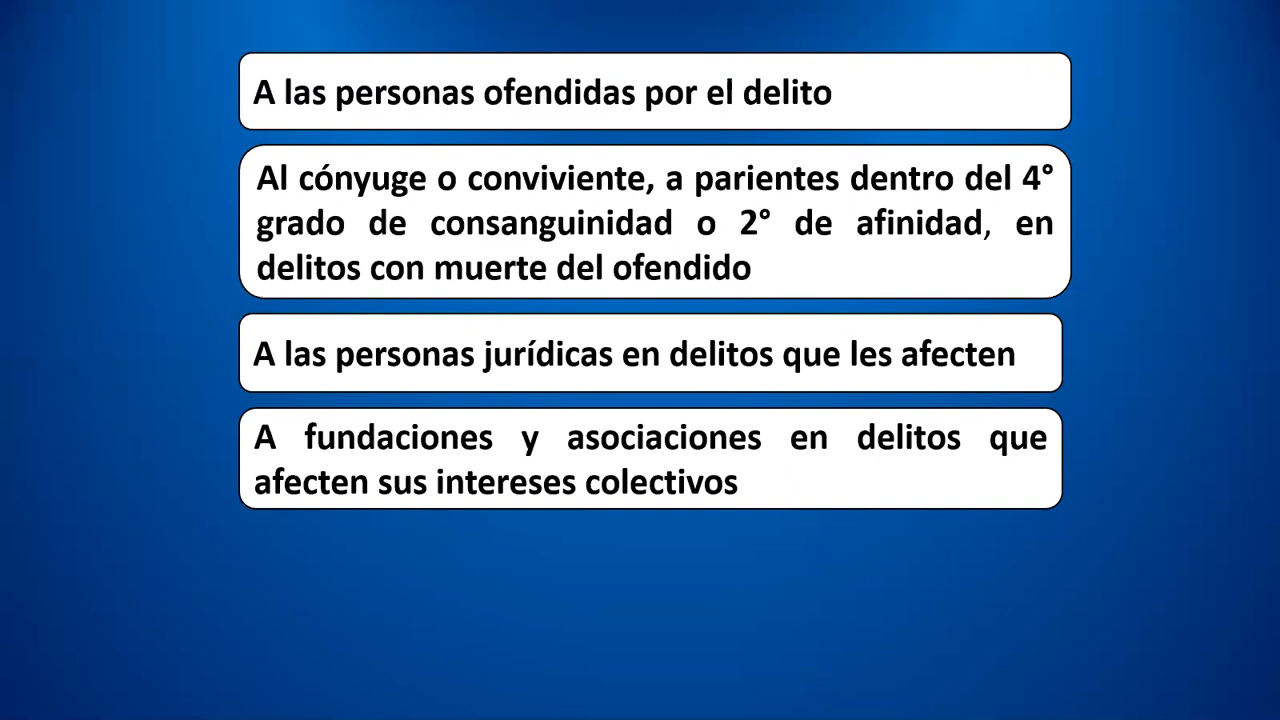 A las personas ofendidas por el delito
Al cónyuge o conviviente, a parientes dentro del 4°
grado de consanguinidad o 2° de afinidad, en
delitos con muerte del ofendido
A las personas jurídicas en delitos que les afecten
A fundaciones y asociaciones en delitos que
afecten sus intereses colectivos